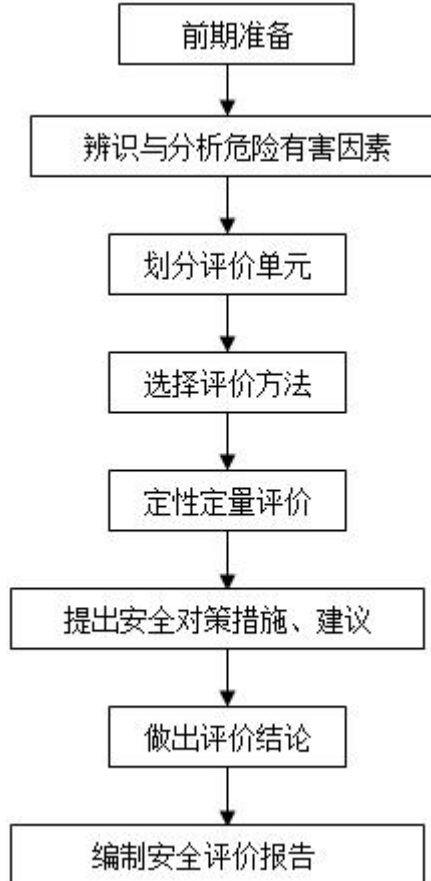 前期准备
辨识与分析危险有害因素
划分评价单元
选择评价方法
定性定量评价
提出安全对策措施、建议
做出评价结论
编制安全评价报告